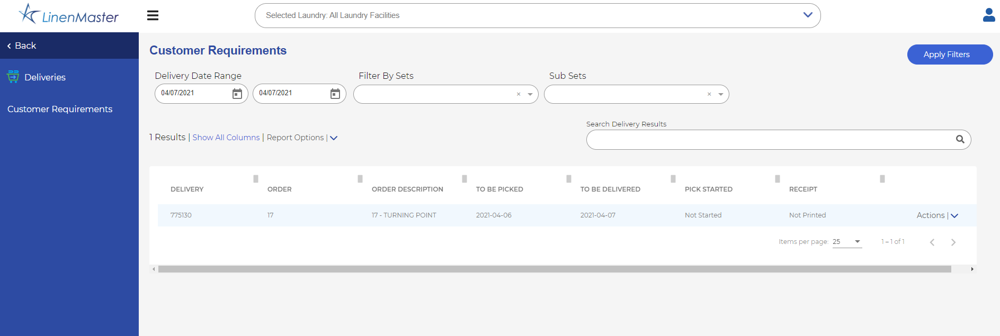 LinenMaster
Selected Laundry: All Laundry Facilities
Back
Customer Requirements
Apply Filters
Deliveries
Delivery Date Range
Filter By Sets
Sub Sets
04/07/2021
04/07/2021
×
×
Customer Requirements
Search Delivery Results
1 Results | Show All Columns | Report Options |
DELIVERY ORDER ORDER DESCRIPTION TO BE PICKED TO BE DELIVERED PICK STARTED RECEIPT
775130 17 17 - TURNING POINT 2021-04-06 2021-04-07 Not Started Not Printed Actions |
Items per page: 25 1 – 1 of 1